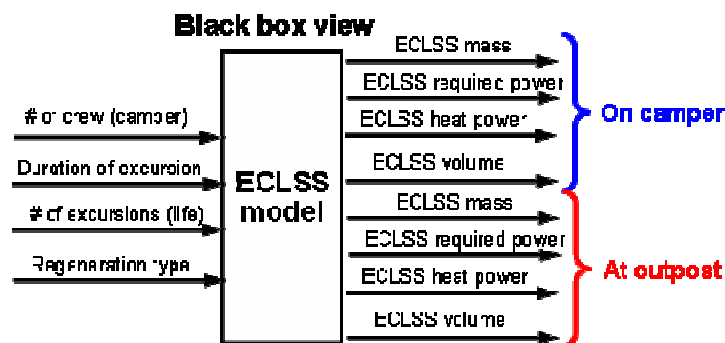 Black box view
# of crew (camper)
Duration of excursion
# of excursions (life)
Regeneration type
ECLSS
model
ECLSS mass
ECLSS required power
ECLSS heat power
ECLSS volume
On camper
ECLSS mass
ECLSS required power
ECLSS heat power
ECLSS volume
At outpost